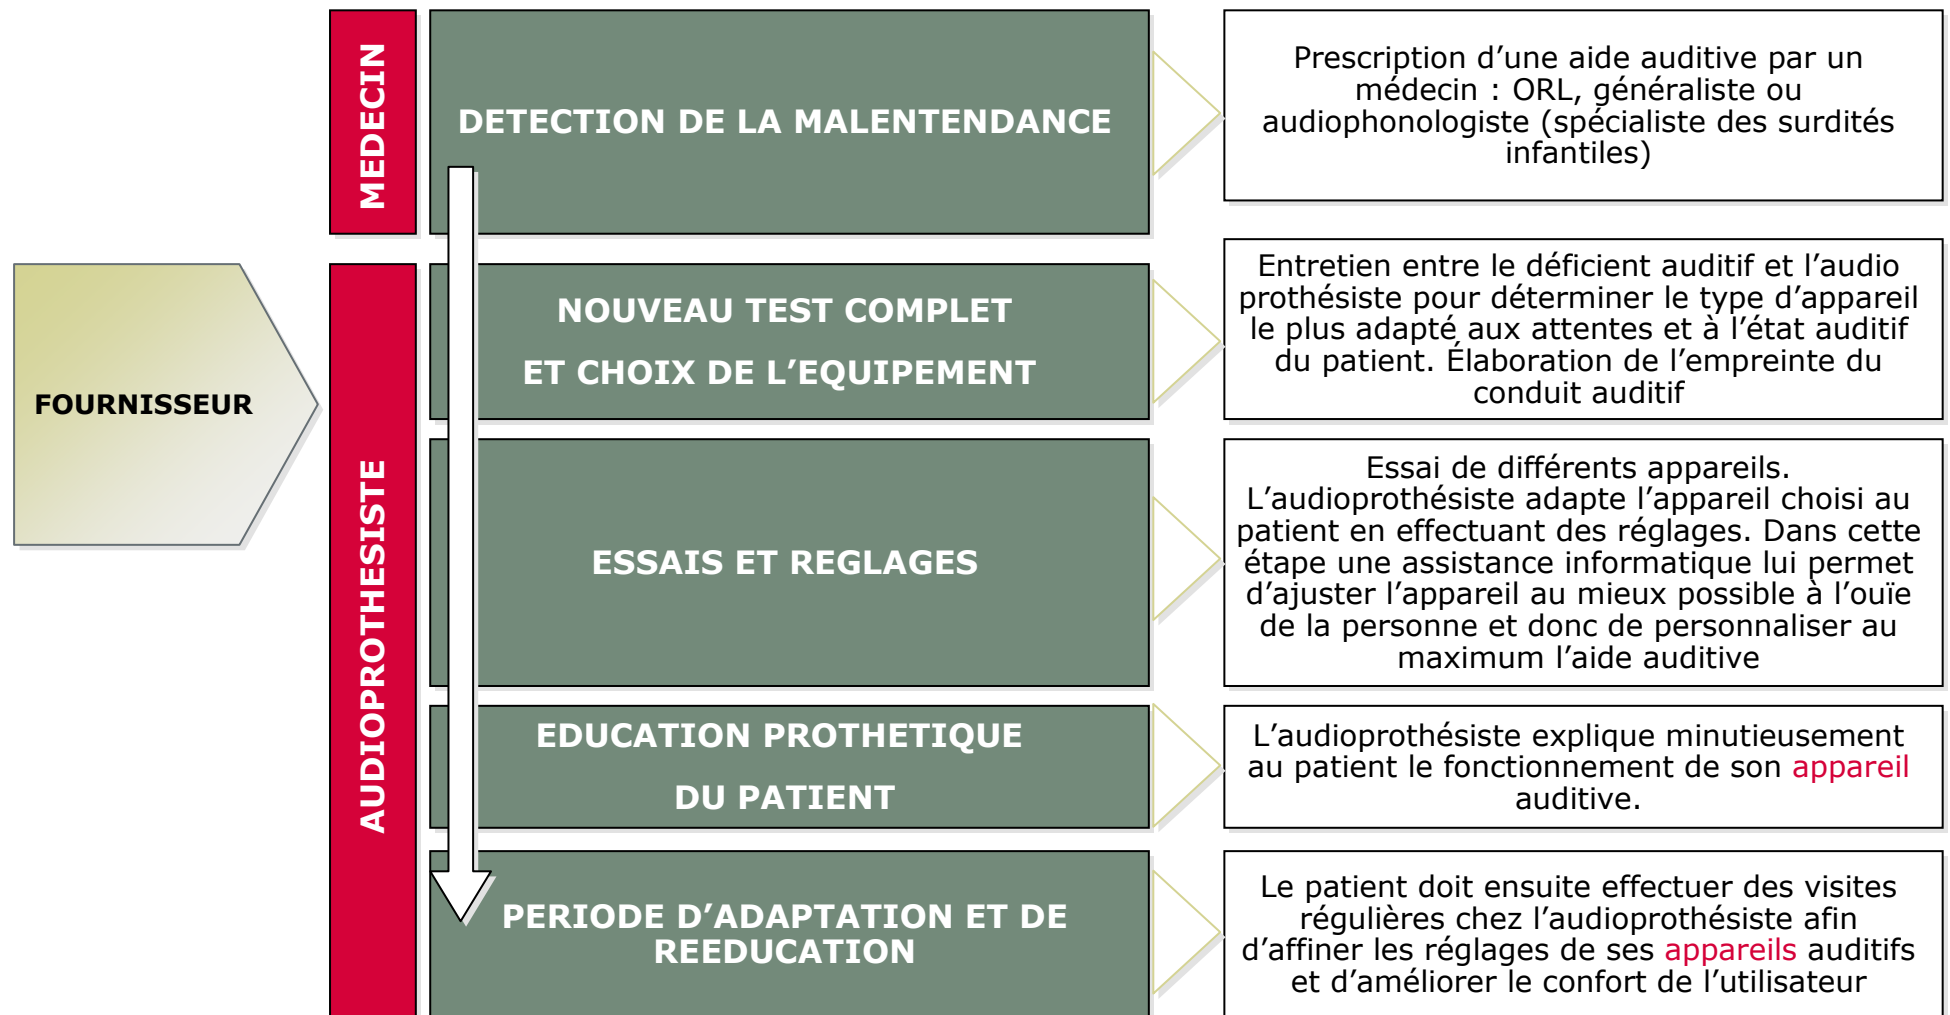 MEDECIN
DETECTION DE LA MALENTENDANCE
Prescription d’une aide auditive par un
médecin : ORL, généraliste ou
audiophonologiste (spécialiste des surdités
infantiles)
FOURNISSEUR
AUDIOPROTHESISTE
NOUVEAU TEST COMPLET
ET CHOIX DE L’EQUIPEMENT
Entretien entre le déficient auditif et l’audio
prothésiste pour déterminer le type d’appareil
le plus adapté aux attentes et à l’état auditif
du patient. Élaboration de l’empreinte du
conduit auditif
ESSAIS ET REGLAGES
Essai de différents appareils.
L’audioprothésiste adapte l’appareil choisi au
patient en effectuant des réglages. Dans cette
étape une assistance informatique lui permet
d’ajuster l’appareil au mieux possible à l’ouïe
de la personne et donc de personnaliser au
maximum l’aide auditive
EDUCATION PROTHETIQUE
DU PATIENT
L’audioprothésiste explique minutieusement
au patient le fonctionnement de son appareil
auditive.
PERIODE D’ADAPTATION ET DE
REEDUCATION
Le patient doit ensuite effectuer des visites
régulières chez l’audioprothésiste afin
d’affiner les réglages de ses appareils auditifs
et d’améliorer le confort de l’utilisateur